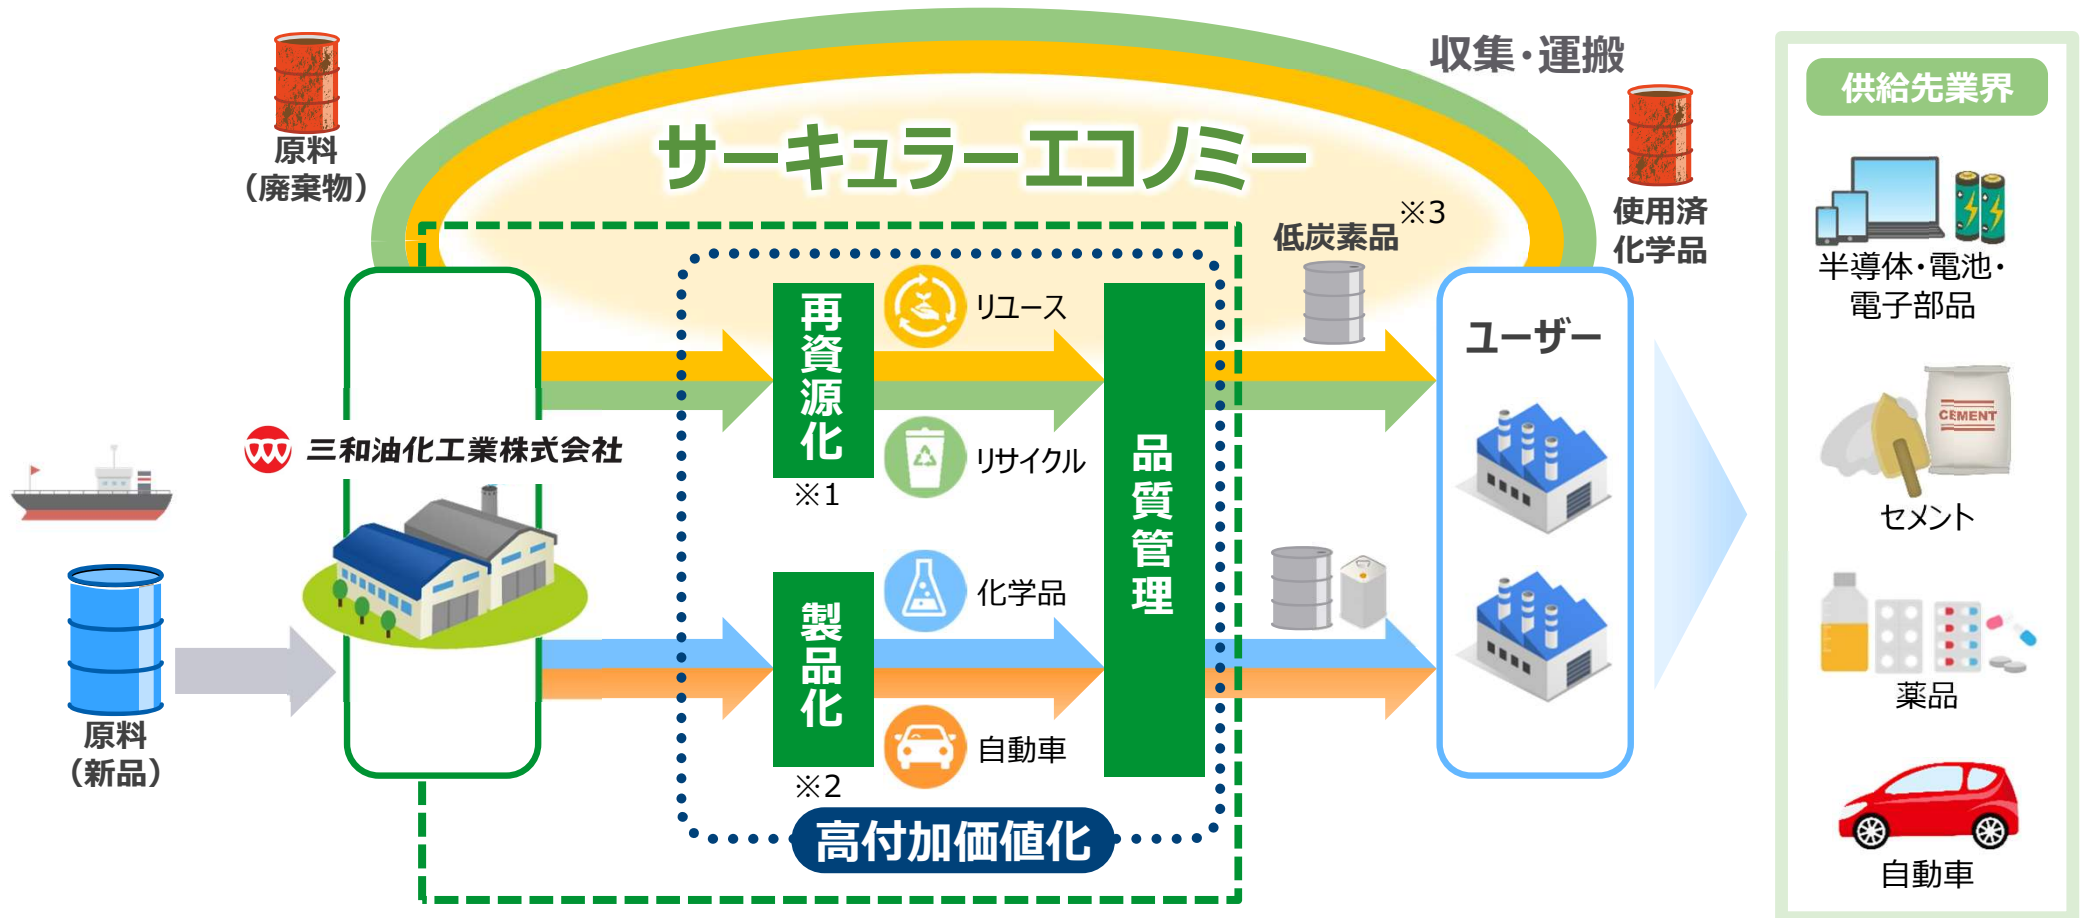 収集・運搬
供給先業界
原料
（廃棄物）
サーキュラーエコノミー
使用済
化学品
低炭素品※3
半導体・電池・
電子部品
再資源化
※1
リユース
リサイクル
品質管理
ユーザー
CEMENT
セメント
三和油化工業株式会社
化学品
製品化
※2
自動車
原料
（新品）
薬品
高付加価値化
自動車